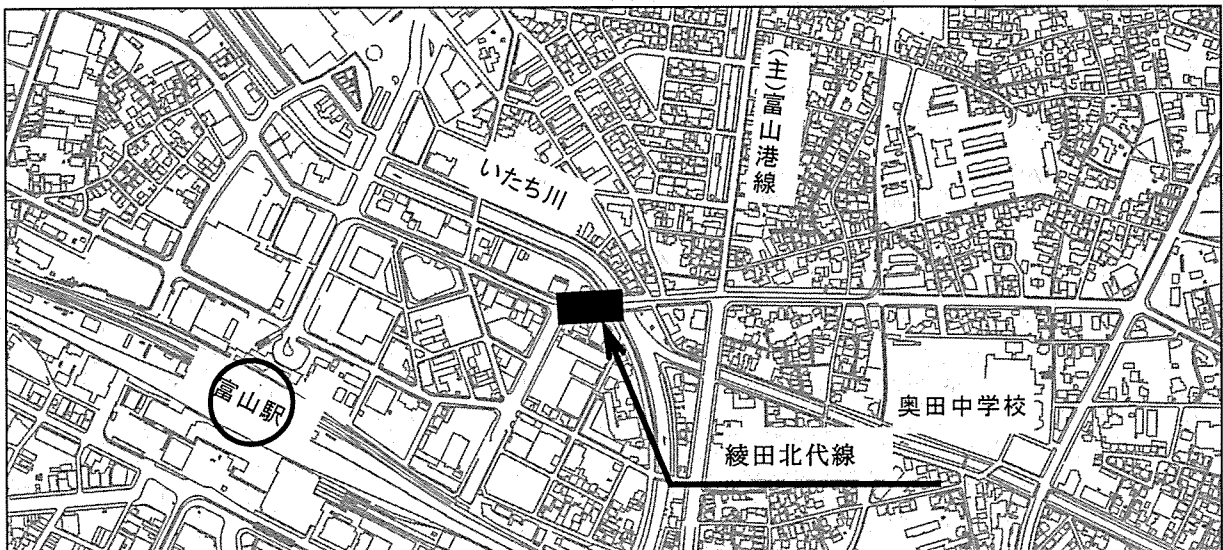 (主)富山港線
いたち川
富山駅
奥田中学校
綾田北代線